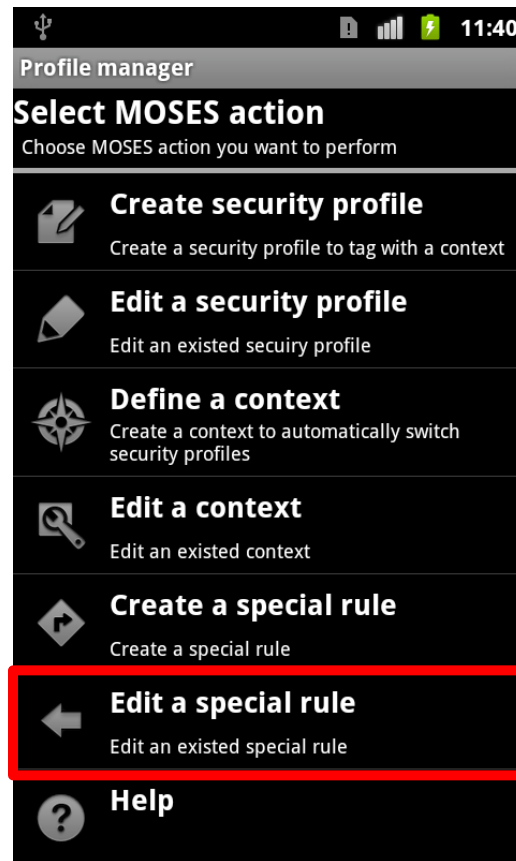 11:40
Profile manager
Select MOSES action
Choose MOSES action you want to perform
Create security profile
Create a security profile to tag with a context
Edit a security profile
Edit an existed secuiry profile
Define a context
Create a context to automatically switch
security profiles
Edit a context
Edit an existed context
Create a special rule
Create a special rule
Edit a special rule
Edit an existed special rule
Help